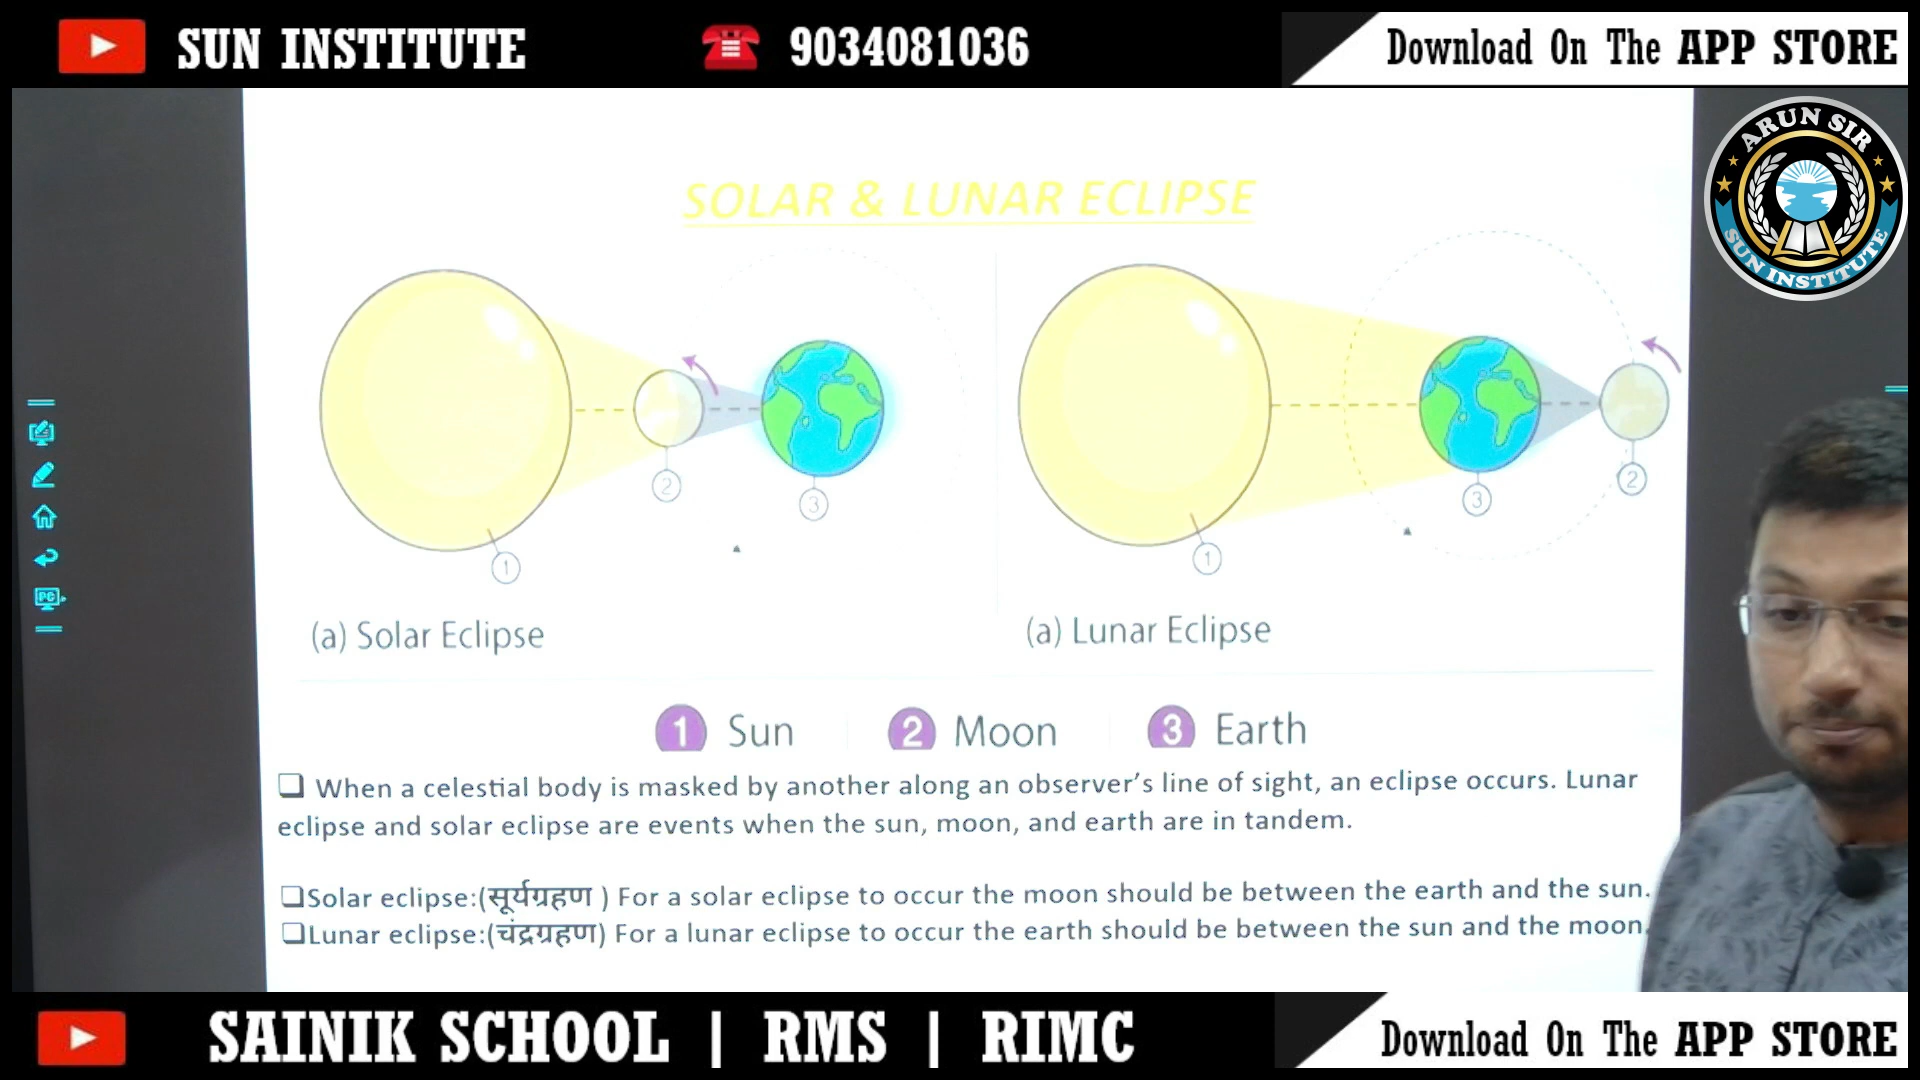 SUN INSTITUTE
9034081036
Download On The APP STORE
ARUN SIR
SUN INSTITUTE
SOLAR & LUNAR ECLIPSE
2
3
1
3
2
1
(a) Solar Eclipse
(a) Lunar Eclipse
1 Sun 2 Moon 3 Earth
When a celestial body is masked by another along an observer's line of sight, an eclipse occurs. Lunar
eclipse and solar eclipse are events when the sun, moon, and earth are in tandem.
Solar eclipse:(सूर्यग्रहण ) For a solar eclipse to occur the moon should be between the earth and the sun.
Lunar eclipse:(चंद्रग्रहण) For a lunar eclipse to occur the earth should be between the sun and the moon.
PC
SAINIK SCHOOL | RMS | RIMC
Download On The APP STORE